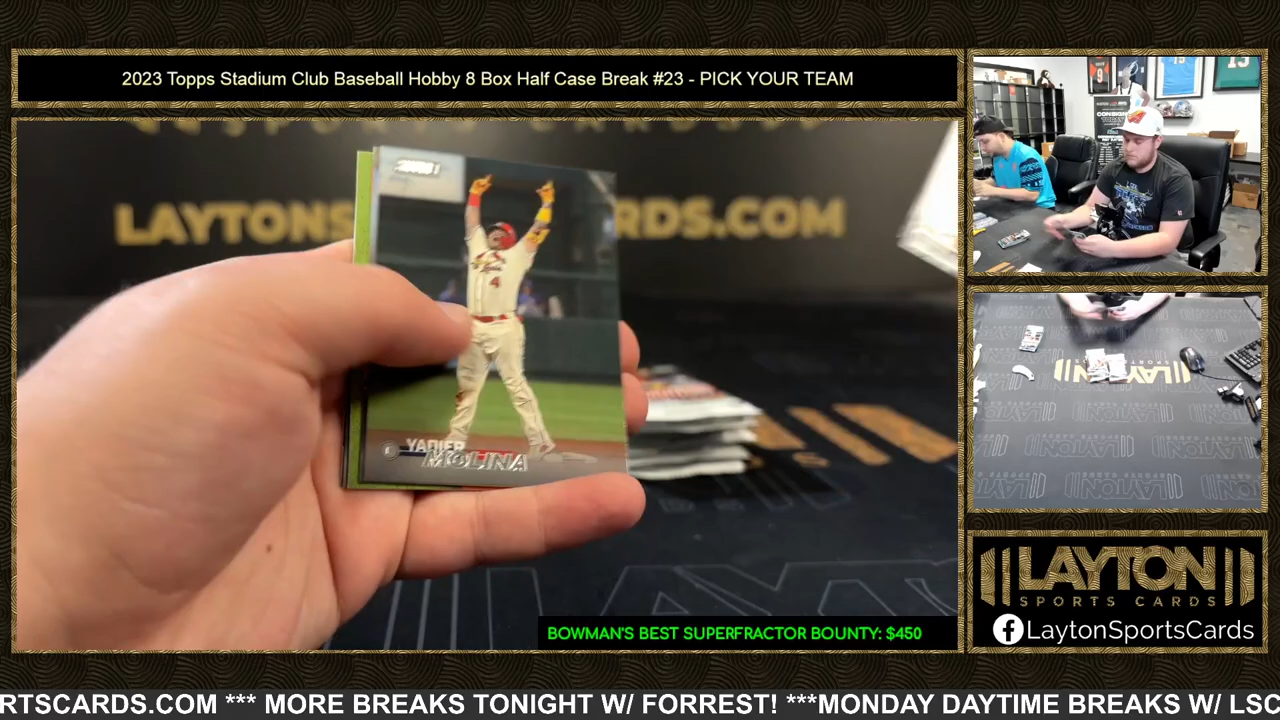 2023 Topps Stadium Club Baseball Hobby 8 Box Half Case Break #23 - PICK YOUR TEAM
LAYTONS
RDS.COM
4
YADIER
MOLINA
LAYTON
BOWMAN'S BEST SUPERFRACTOR BOUNTY: $450
LAYTON
SPORTS CARDS
LaytonSportsCards
RTSCARDS.COM *** MORE BREAKS TONIGHT W/ FORREST! ***MONDAY DAYTIME BREAKS W/ LSC